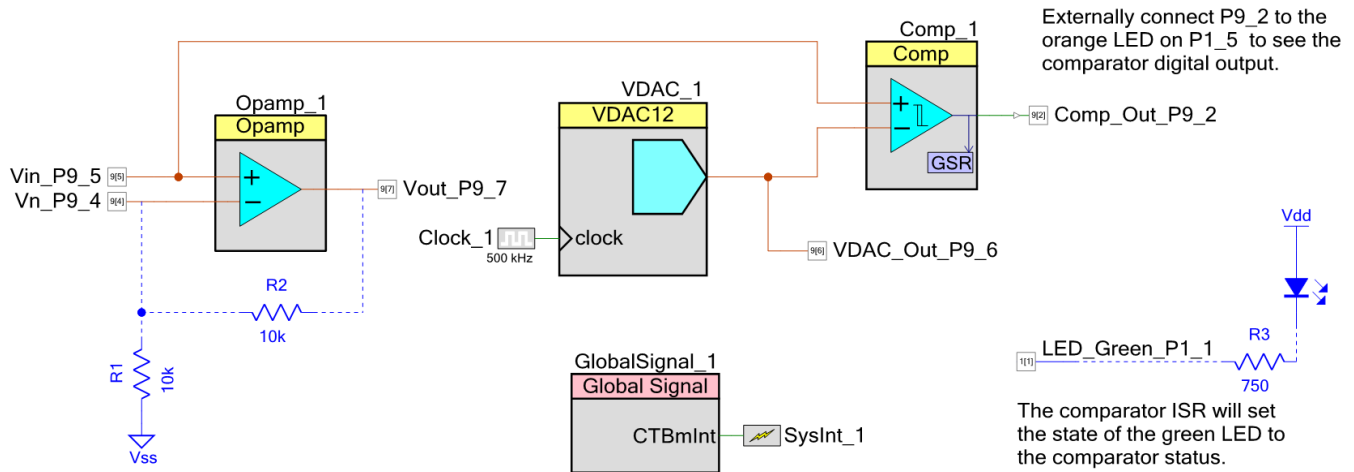 Externally connect P9_2 to the
orange LED on P1_5 to see the
comparator digital output.
Comp_1
Comp
+
−
GSR
9[2]
Comp_Out_P9_2
Opamp_1
Opamp
+
−
Vin_P9_5
9[5]
Vn_P9_4
9[4]
9[7]
Vout_P9_7
VDAC_1
VDAC12
Clock_1
500 kHz
clock
9[6]
VDAC_Out_P9_6
R2
10k
R1
10k
Vss
Vdd
1[1]
LED_Green_P1_1
R3
750
The comparator ISR will set
the state of the green LED to
the comparator status.
GlobalSignal_1
Global Signal
CTBmInt
SysInt_1